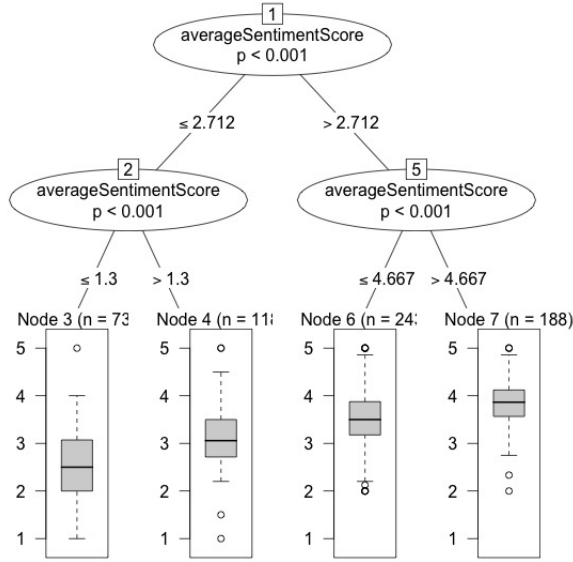 1
averageSentimentScore
p < 0.001
≤ 2.712
> 2.712
2
averageSentimentScore
p < 0.001
5
averageSentimentScore
p < 0.001
≤ 1.3
> 1.3
≤ 4.667
> 4.667
Node 3 (n = 73
Node 4 (n = 118
Node 6 (n = 243
Node 7 (n = 188)
5
4
3
2
1
5
4
3
2
1
5
4
3
2
1
5
4
3
2
1